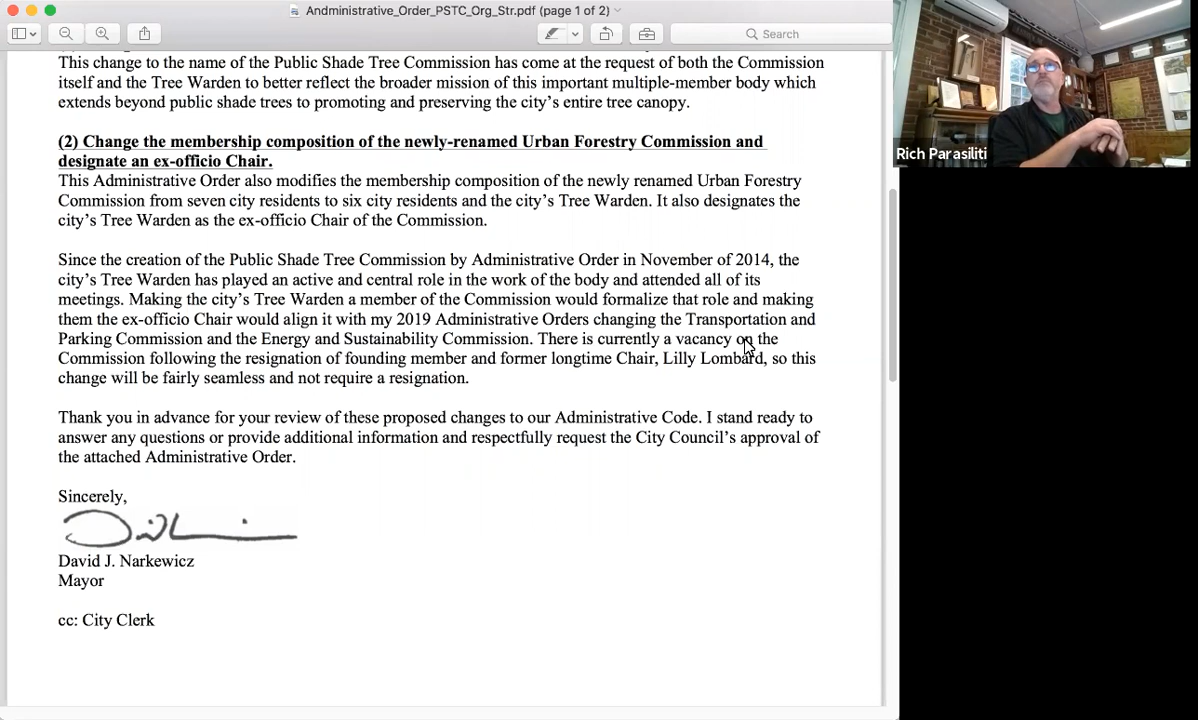 Andministrative_Order_PSTC_Org_Str.pdf (page 1 of 2)
Search
This change to the name of the Public Shade Tree Commission has come at the request of both the Commission
itself and the Tree Warden to better reflect the broader mission of this important multiple-member body which
extends beyond public shade trees to promoting and preserving the city's entire tree canopy.
(2) Change the membership composition of the newly-renamed Urban Forestry Commission and
designate an ex-officio Chair.
This Administrative Order also modifies the membership composition of the newly renamed Urban Forestry
Commission from seven city residents to six city residents and the city's Tree Warden. It also designates the
city's Tree Warden as the ex-officio Chair of the Commission.
Since the creation of the Public Shade Tree Commission by Administrative Order in November of 2014, the
city's Tree Warden has played an active and central role in the work of the body and attended all of its
meetings. Making the city's Tree Warden a member of the Commission would formalize that role and making
them the ex-officio Chair would align it with my 2019 Administrative Orders changing the Transportation and
Parking Commission and the Energy and Sustainability Commission. There is currently a vacancy on the
Commission following the resignation of founding member and former longtime Chair, Lilly Lombard, so this
change will be fairly seamless and not require a resignation.
Thank you in advance for your review of these proposed changes to our Administrative Code. I stand ready to
answer any questions or provide additional information and respectfully request the City Council's approval of
the attached Administrative Order.
Sincerely,
David J. Narkewicz
Mayor
cc: City Clerk
Rich Parasiliti